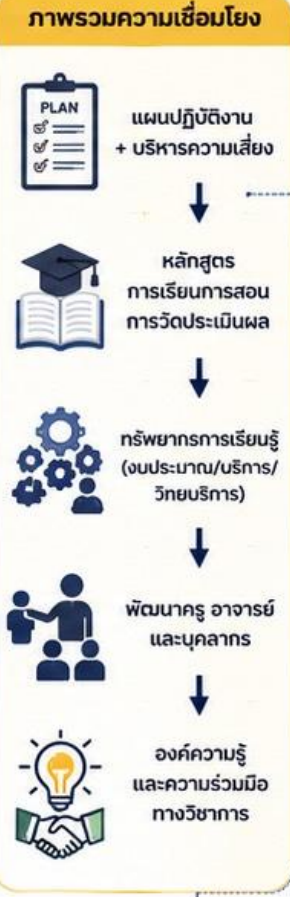 ภาพรวมความเชื่อมโยง
PLAN
แผนปฏิบัติงาน
+ บริหารความเสี่ยง
หลักสูตร
การเรียนการสอน
การวัดประเมินผล
ทรัพยากรการเรียนรู้
(งบประมาณ/บริการ/
วิทยบริการ)
พัฒนาครู อาจารย์
และบุคลากร
องค์ความรู้
และความร่วมมือ
ทางวิชาการ